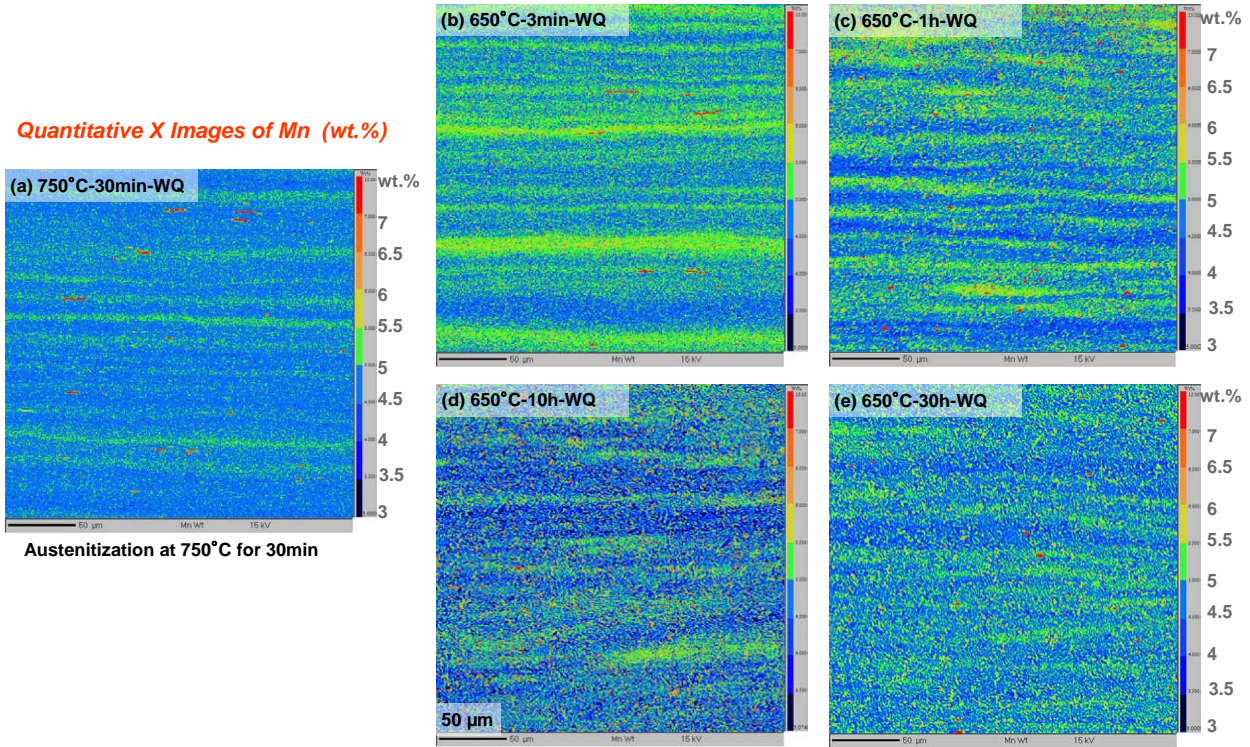 Quantitative X Images of Mn (wt.%)
(a) 750°C-30min-WQ
wt.%
7
6.5
6
5.5
5
4.5
4
3.5
3
50. µm Mn Wt 15 kV
Austenitization at 750°C for 30min
(b) 650°C-3min-WQ
50. µm Mn Wt 15 kV
(c) 650°C-1h-WQ
wt.%
7
6.5
6
5.5
5
4.5
4
3.5
3
50. µm Mn Wt 15 kV
(d) 650°C-10h-WQ
50 µm
50. µm Mn Wt 15 kV
(e) 650°C-30h-WQ
wt.%
7
6.5
6
5.5
5
4.5
4
3.5
3
50. µm Mn Wt 15 kV